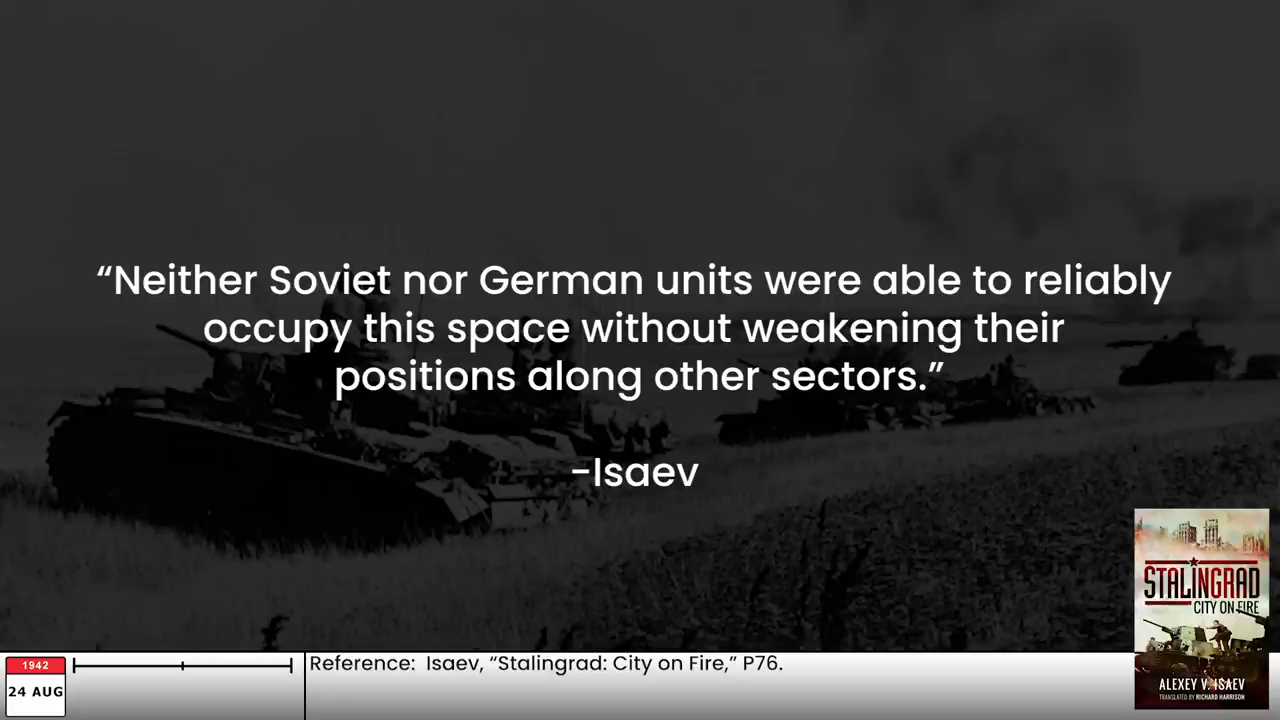 “Neither Soviet nor German units were able to reliably
occupy this space without weakening their
positions along other sectors.”
-Isaev
STALINGRAD
CITY ON FIRE
ALEXEY V. ISAEV
TRANSLATED BY RICHARD HARRISON
1942
24 AUG
Reference:  Isaev, “Stalingrad: City on Fire,” P76.